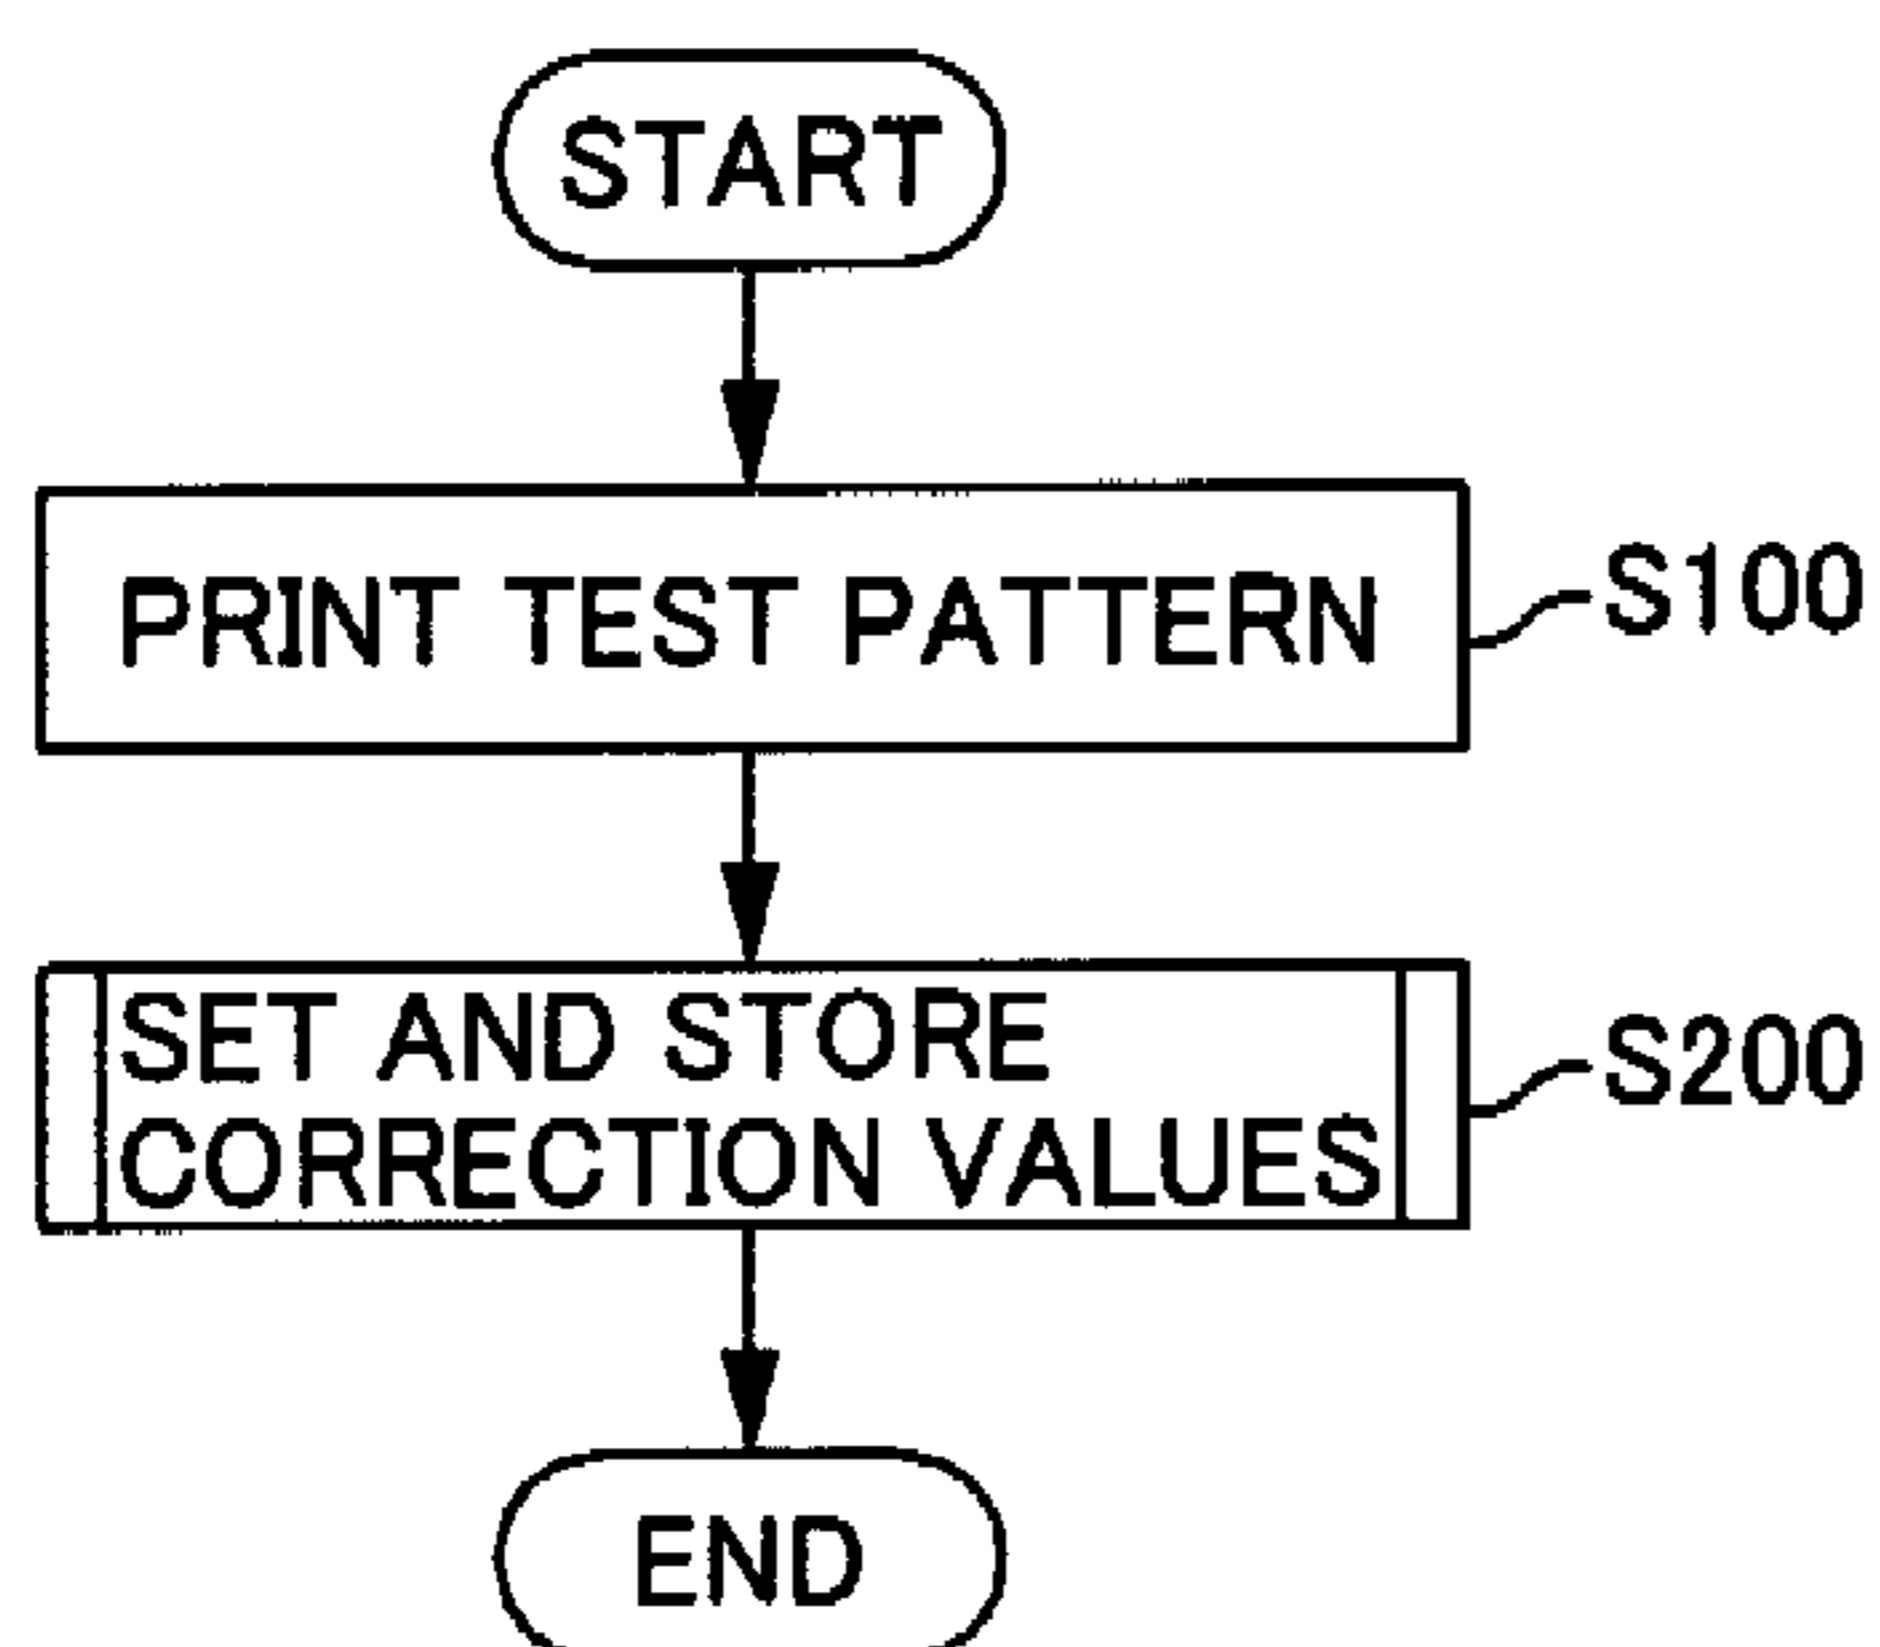 START
PRINT TEST PATTERN
S100
SET AND STORE
CORRECTION VALUES
S200
END